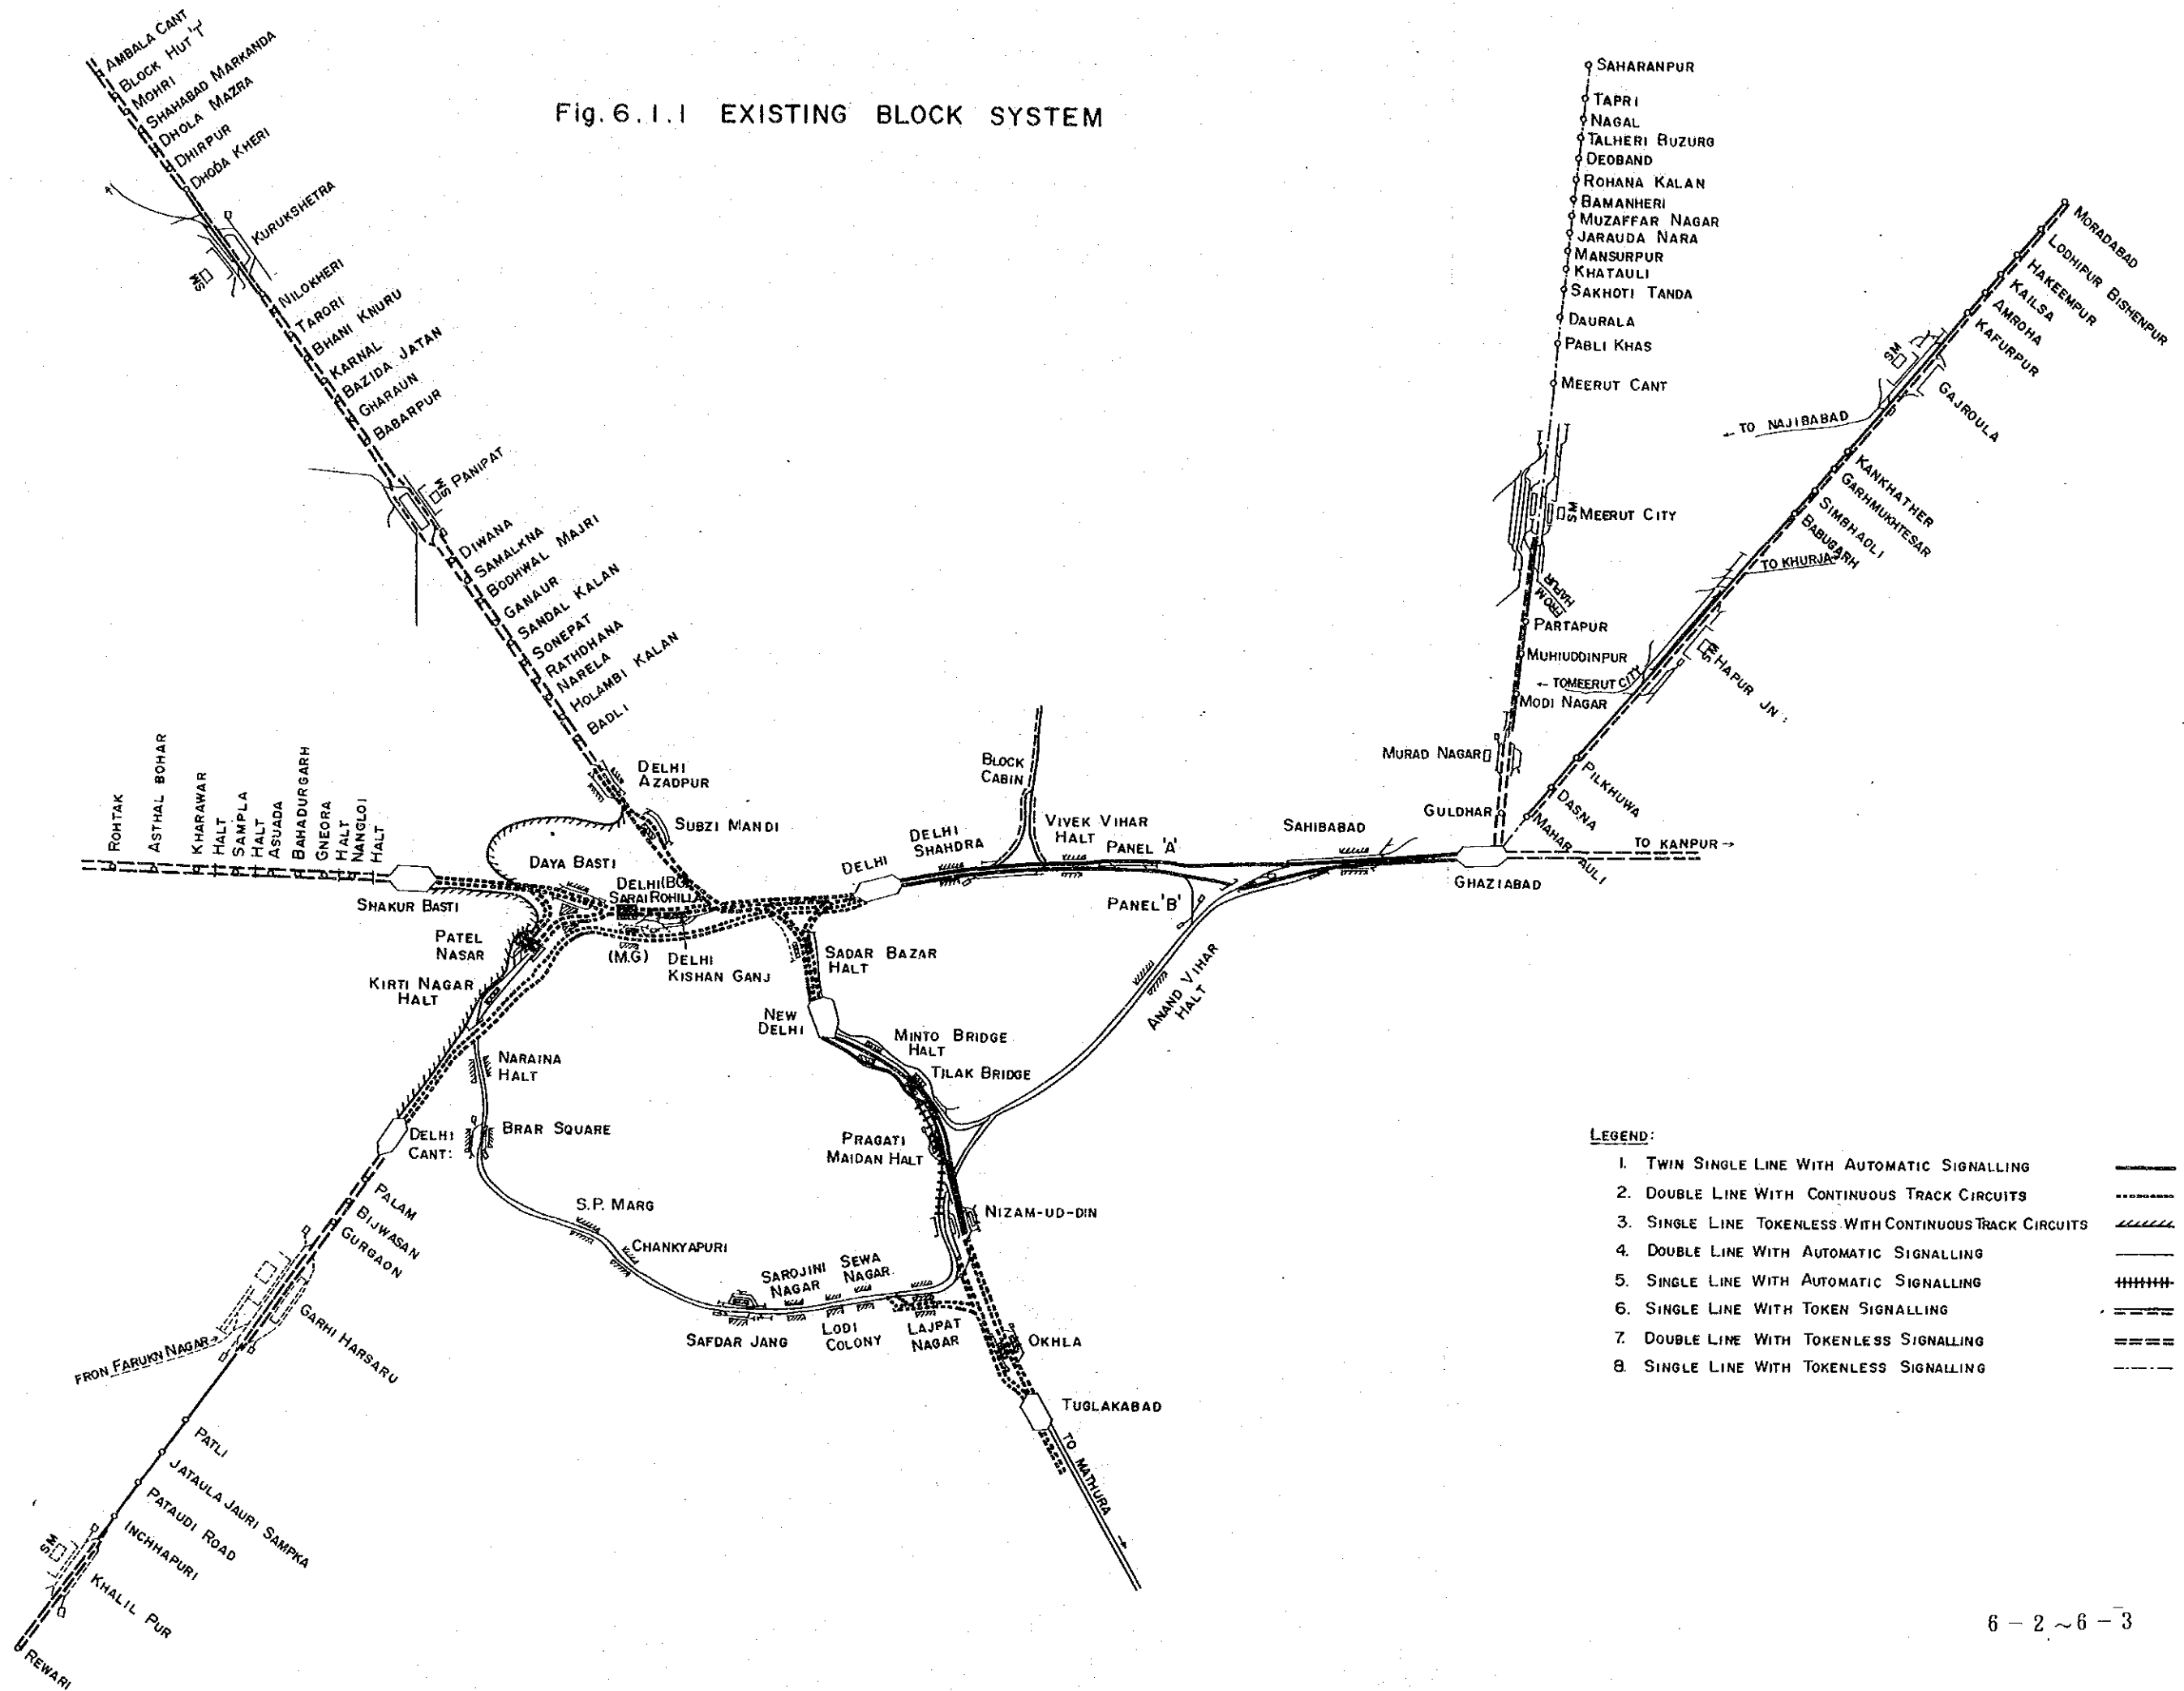 Fig. 6.1.1 EXISTING BLOCK SYSTEM
AMBALA CANT
BLOCK HUT 'T'
MOHRI
SHAHABAD MARKANDA
DHOLA MAZRA
DHIRPUR
DHODA KHERI
KURUKSHETRA
SM
NILOKHERI
TARORI
BHANI KNURU
KARNAL
BAZIDA JATAN
GHARAUN
BABARPUR
SM
PANIPAT
DIWANA
SAMALKNA
BODHWAL MAJRI
GANAUR
SANDAL KALAN
SONEPAT
RATHDHANA
NARELA
HOLAMBI KALAN
BADLI
DELHI
AZADPUR
SUBZI MANDI
SAHARANPUR
TAPRI
NAGAL
TALHERI BUZURG
DEOBAND
ROHANA KALAN
BAMANHERI
MUZAFFAR NAGAR
JARAUDA NARA
MANSURPUR
KHATAULI
SAKHOTI TANDA
DAURALA
PABLI KHAS
MEERUT CANT
SM
MEERUT CITY
FROM
HAPUR
PARTAPUR
MUHIUDDINPUR
MODI NAGAR
MURAD NAGAR
GULDHAR
MORADABAD
LODHIPUR BISHENPUR
HAKEEMPUR
KAILSA
AMROHA
KAFURPUR
SM
GAJROULA
← TO NAJIBABAD
KANKHATHER
GARHMUKHTESAR
SIMBHAOLI
BABUGARH
TO KHURJA
← TO MEERUT CITY
SM
HAPUR JN:
PILKHUWA
DASNA
MAHARAULI
TO KANPUR →
GHAZIABAD
SAHIBABAD
ROHTAK
ASTHAL BOHAR
KHARAWAR
HALT
SAMPLA
HALT
ASUADA
BAHADURGARH
GNEORA
HALT
NANGLOI
HALT
SHAKUR BASTI
DAYA BASTI
DELHI (BG)
SARAI ROHILLA
(M.G)
DELHI
KISHAN GANJ
DELHI
DELHI
SHAHDRA
BLOCK
CABIN
VIVEK VIHAR
HALT
PANEL 'A'
PANEL 'B'
ANAND VIHAR
HALT
PATEL
NASAR
KIRTI NAGAR
HALT
SADAR BAZAR
HALT
NEW
DELHI
MINTO BRIDGE
HALT
TILAK BRIDGE
PRAGATI
MAIDAN HALT
NARAINA
HALT
BRAR SQUARE
DELHI
CANT:
S.P. MARG
CHANKYAPURI
SAFDAR JANG
SAROJINI
NAGAR
LODI
COLONY
SEWA
NAGAR
LAJPAT
NAGAR
NIZAM-UD-DIN
OKHLA
TUGLAKABAD
TO MATHURA →
PALAM
BIJWASAN
GURGAON
GARHI HARSARU
FRON FARUKN NAGAR →
PATLI
JATAULA JAURI SAMPKA
PATAUDI ROAD
INCHHAPURI
SM
KHALIL PUR
REWARI
LEGEND:
1. TWIN SINGLE LINE WITH AUTOMATIC SIGNALLING
2. DOUBLE LINE WITH CONTINUOUS TRACK CIRCUITS
3. SINGLE LINE TOKENLESS WITH CONTINUOUS TRACK CIRCUITS
4. DOUBLE LINE WITH AUTOMATIC SIGNALLING
5. SINGLE LINE WITH AUTOMATIC SIGNALLING
6. SINGLE LINE WITH TOKEN SIGNALLING
7. DOUBLE LINE WITH TOKENLESS SIGNALLING
8. SINGLE LINE WITH TOKENLESS SIGNALLING
6 - 2 ~ 6 - 3